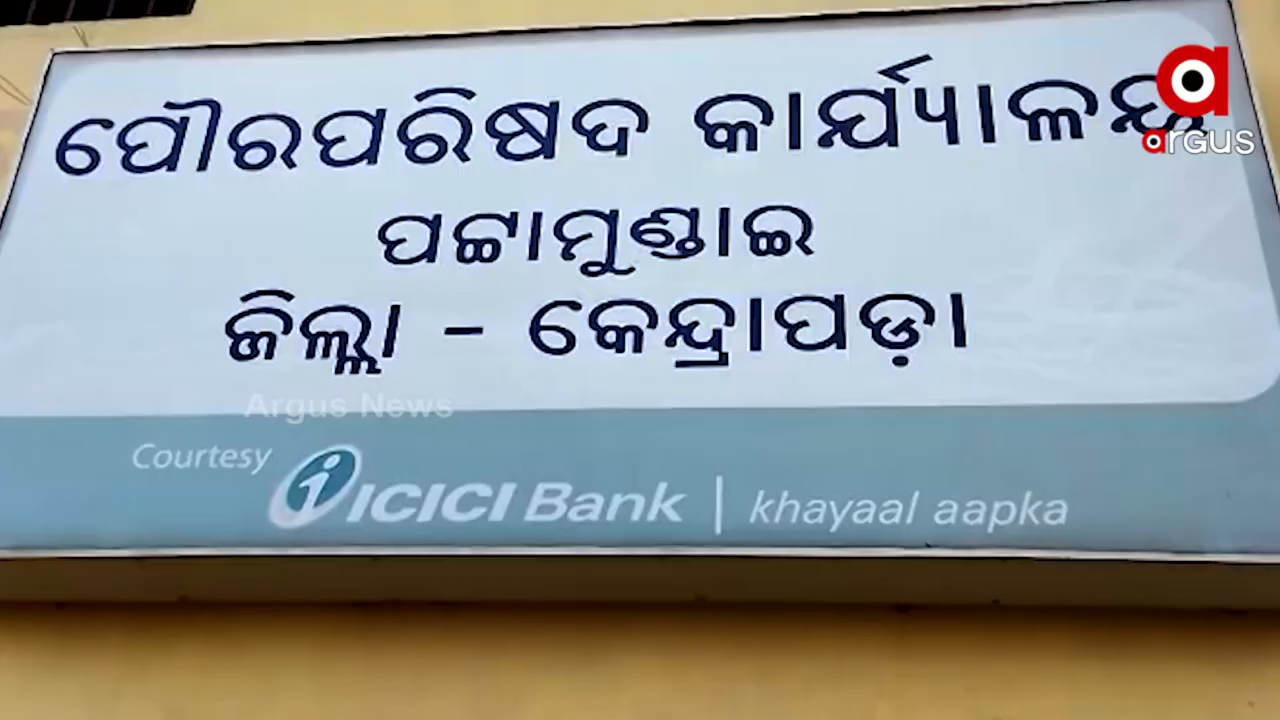 ପୌରପରିଷଦ କାର୍ଯ୍ୟାଳୟ
argus
ପଟ୍ଟାମୁଣ୍ଡାଇ
ଜିଲ୍ଲା - କେନ୍ଦ୍ରାପଡ଼ା
Argus News
Courtesy ICICI Bank | khayaal aapka